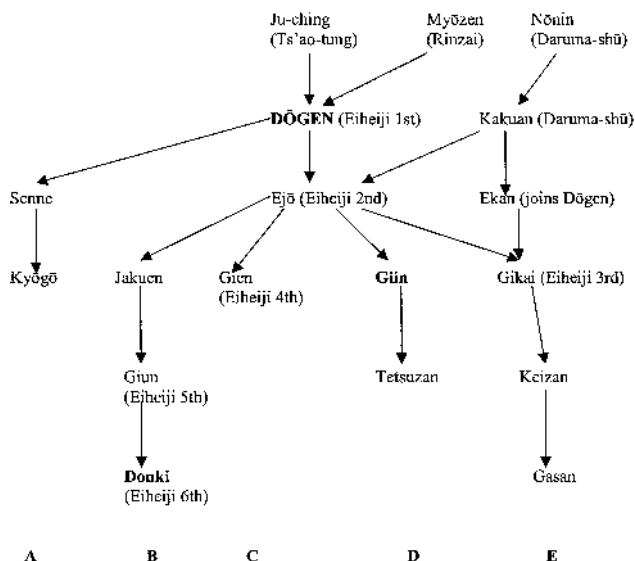 Ju-ching Myōzen Nōnin
(Ts'ao-tung) (Rinzai) (Daruma-shū)
DŌGEN (Eiheiji 1st) Kakuan (Daruma-shū)
Senne Ejō (Eiheiji 2nd) Ekan (joins Dōgen)
Kyōgō Jakuen Gien Giin Gikai (Eiheiji 3rd)
(Eiheiji 4th)
Giun Tetsuzan Keizan
(Eiheiji 5th)
Donki Gasan
(Eiheiji 6th)
A B C D E